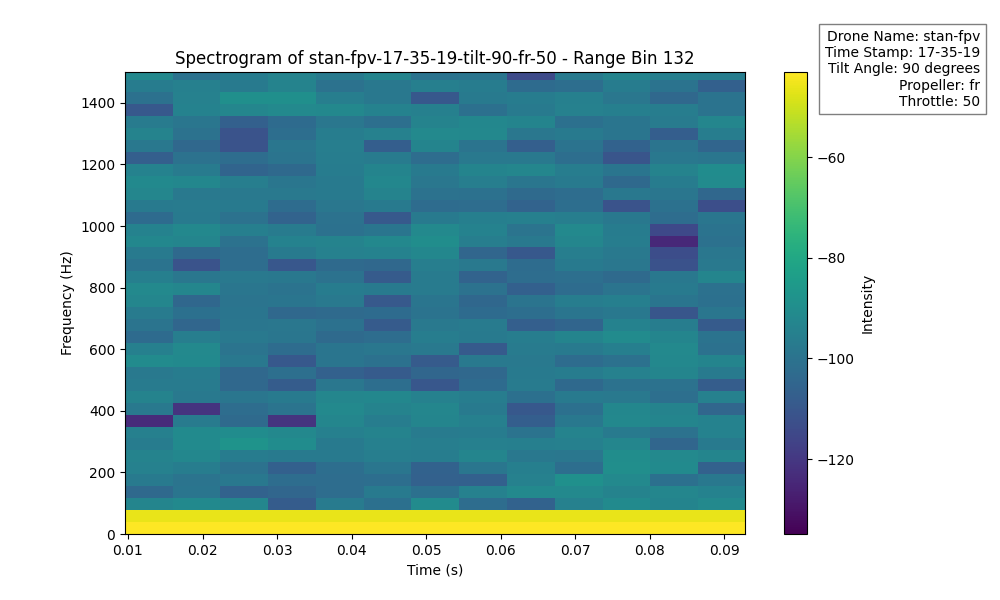 Drone Name: stan-fpv
Time Stamp: 17-35-19
Tilt Angle: 90 degrees
Propeller: fr
Throttle: 50
Spectrogram of stan-fpv-17-35-19-tilt-90-fr-50 - Range Bin 132
1400
1200
1000
800
600
400
200
0
Frequency (Hz)
0.01 0.02 0.03 0.04 0.05 0.06 0.07 0.08 0.09
Time (s)
−60
−80
−100
−120
Intensity